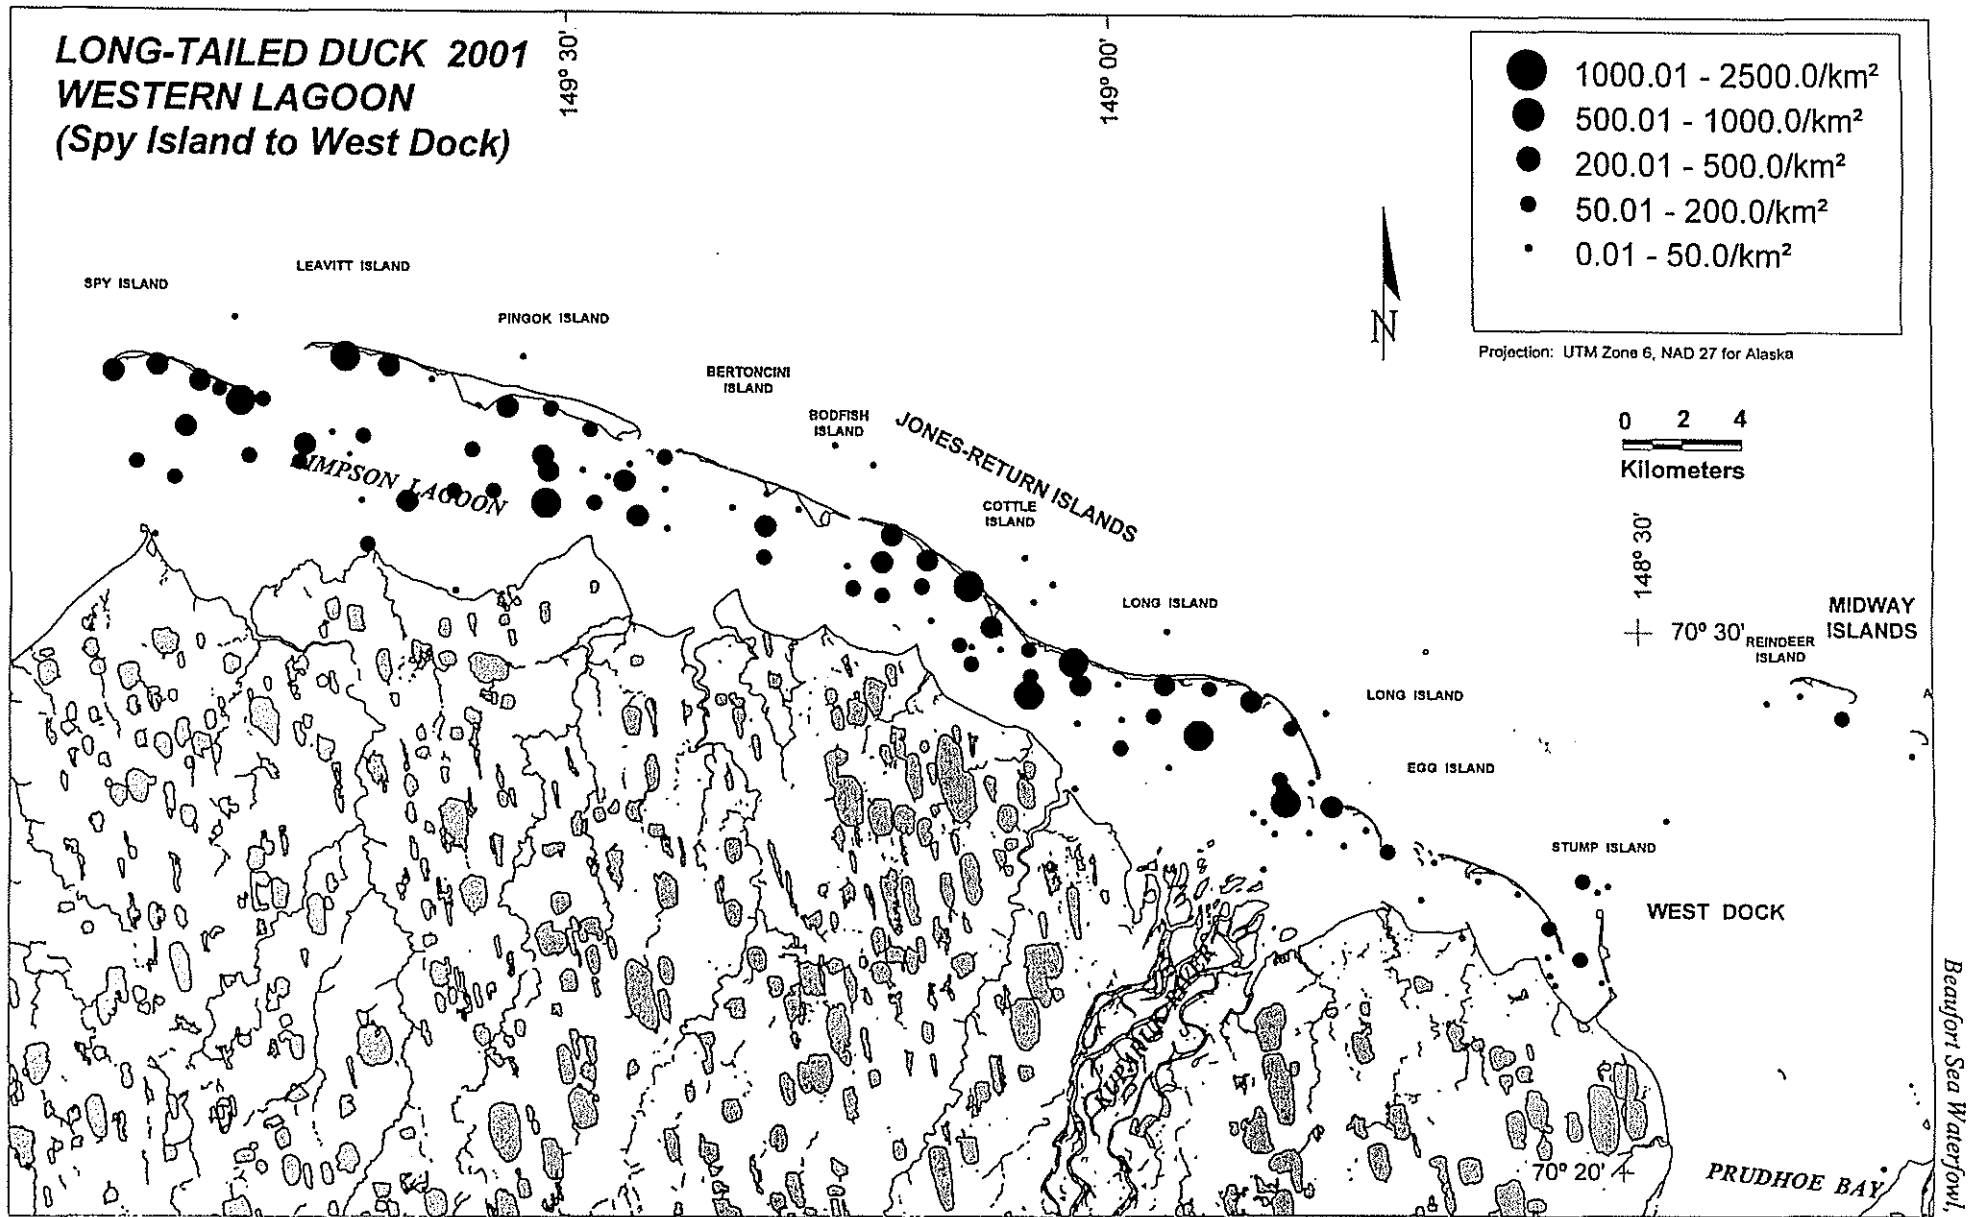 LONG-TAILED DUCK 2001
WESTERN LAGOON
(Spy Island to West Dock)
149° 30'
149° 00'
1000.01 - 2500.0/km²
500.01 - 1000.0/km²
200.01 - 500.0/km²
50.01 - 200.0/km²
0.01 - 50.0/km²
Projection: UTM Zone 6, NAD 27 for Alaska
N
0 2 4
Kilometers
SPY ISLAND
LEAVITT ISLAND
PINGOK ISLAND
BERTONCINI
ISLAND
BODFISH
ISLAND
JONES-RETURN ISLANDS
COTTLE
ISLAND
SIMPSON LAGOON
LONG ISLAND
148° 30'
70° 30'
MIDWAY
ISLANDS
REINDEER
ISLAND
LONG ISLAND
EGG ISLAND
STUMP ISLAND
WEST DOCK
KUPARUK RIVER
70° 20'
PRUDHOE BAY
Beaufort Sea Waterfowl,